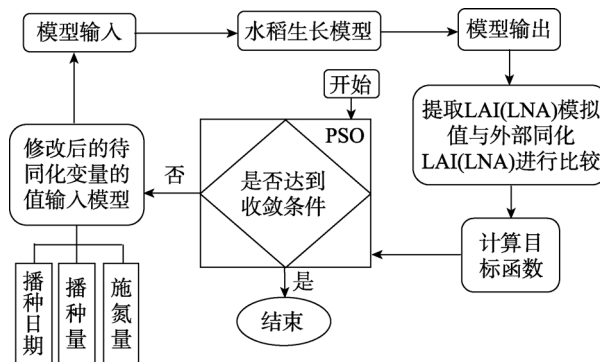 模型输入
水稻生长模型
模型输出
开始
提取LAI(LNA)模拟
值与外部同化
LAI(LNA)进行比较
PSO
修改后的待
同化变量的
值输入模型
否
是否达到
收敛条件
计算目
标函数
是
结束
播种日期
播种量
施氮量